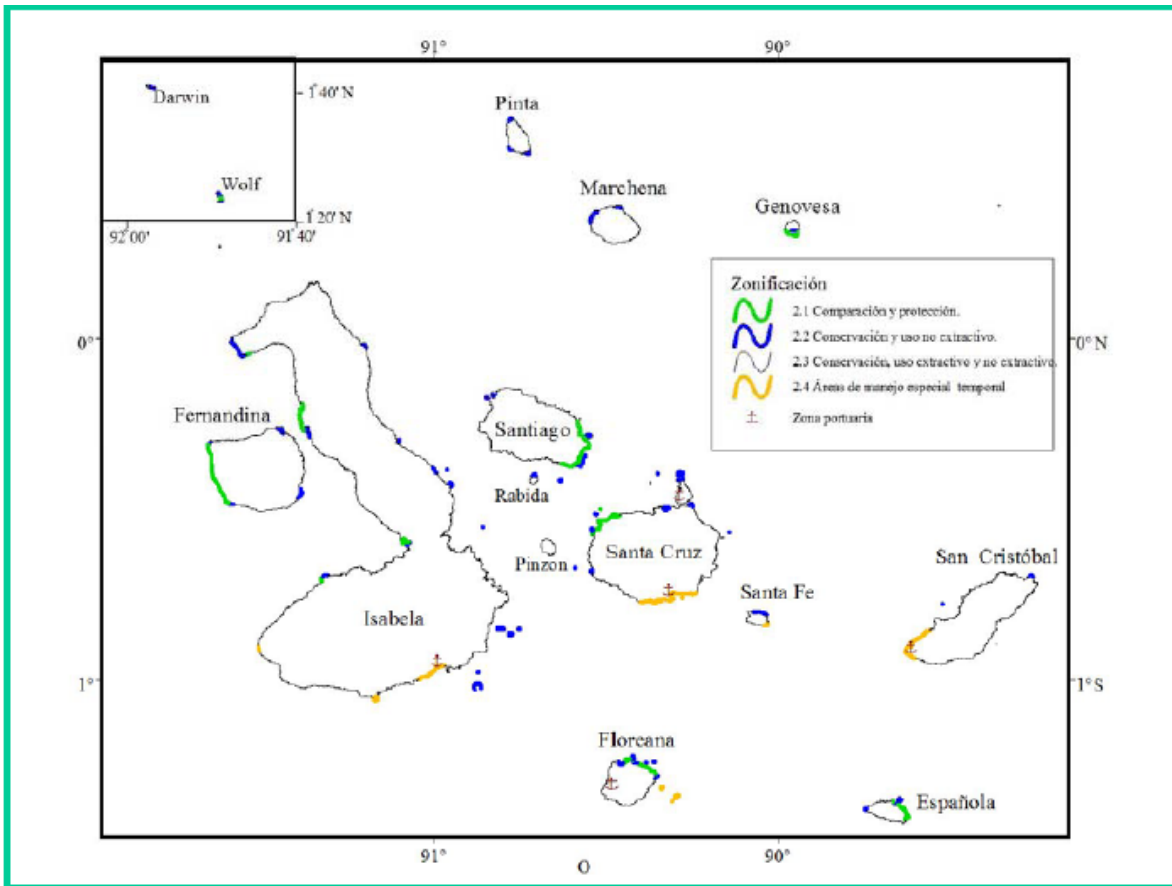 91°
90°
Darwin
1°40' N
Pinta
Wolf
Marchena
Genovesa
1°20' N
92°00'
91°40'
Zonificación
2.1 Comparación y protección.
2.2 Conservación y uso no extractivo.
0°
2.3 Conservación, uso extractivo y no extractivo.
0°N
2.4 Áreas de manejo especial temporal
Fernandina
Zona portuaria
Santiago
Rabida
Pinzon
Santa Cruz
San Cristóbal
Santa Fe
Isabela
1°
1°S
Floreana
Española
91°
90°
O